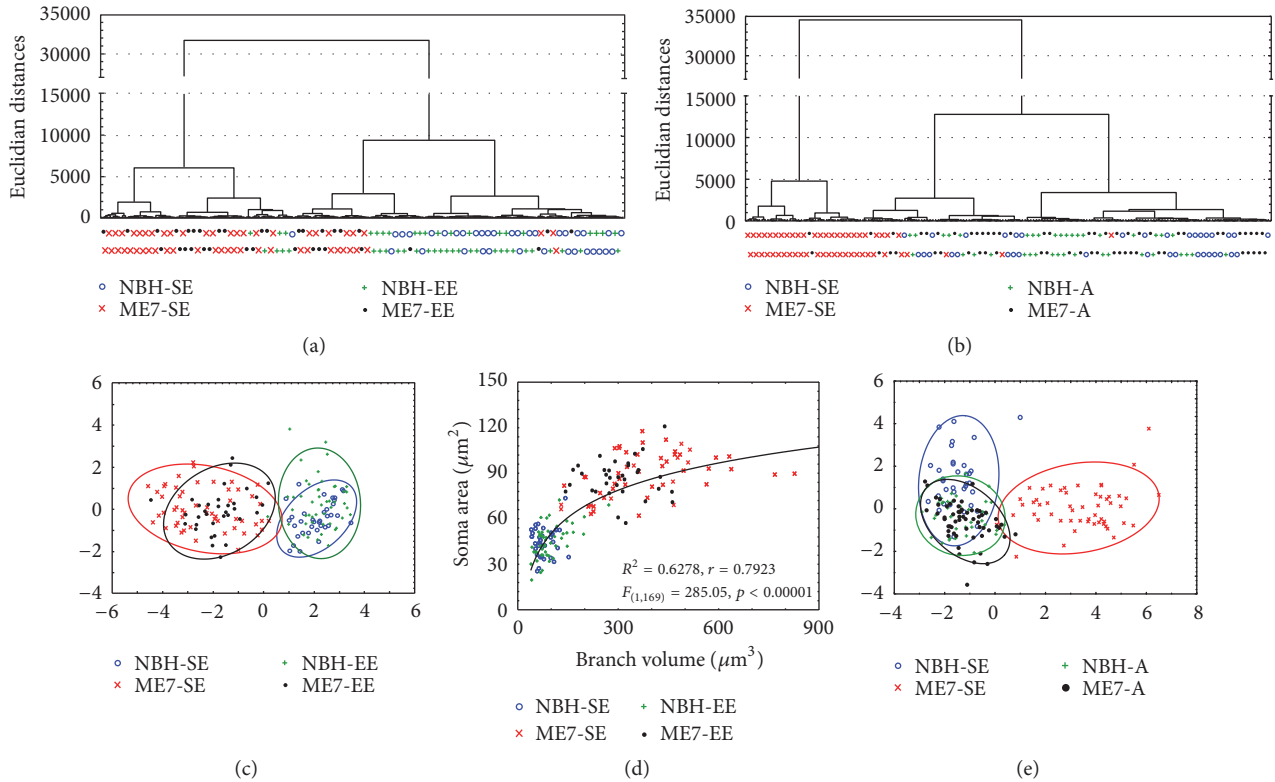 35000
30000
15000
10000
5000
0
Euclidian distances
NBH-SE
ME7-SE
NBH-EE
ME7-EE
(a)
35000
30000
15000
10000
5000
0
Euclidian distances
NBH-SE
ME7-SE
NBH-A
ME7-A
(b)
6
4
2
0
−2
−4
−6 −4 −2 0 2 4 6
NBH-SE
ME7-SE
NBH-EE
ME7-EE
(c)
150
120
90
60
30
0
Soma area (μm²)
R² = 0.6278, r = 0.7923
F(1,169) = 285.05, p < 0.00001
0 300 600 900
Branch volume (μm³)
NBH-SE
ME7-SE
NBH-EE
ME7-EE
(d)
6
4
2
0
−2
−4
−4 −2 0 2 4 6 8
NBH-SE
ME7-SE
NBH-A
ME7-A
(e)